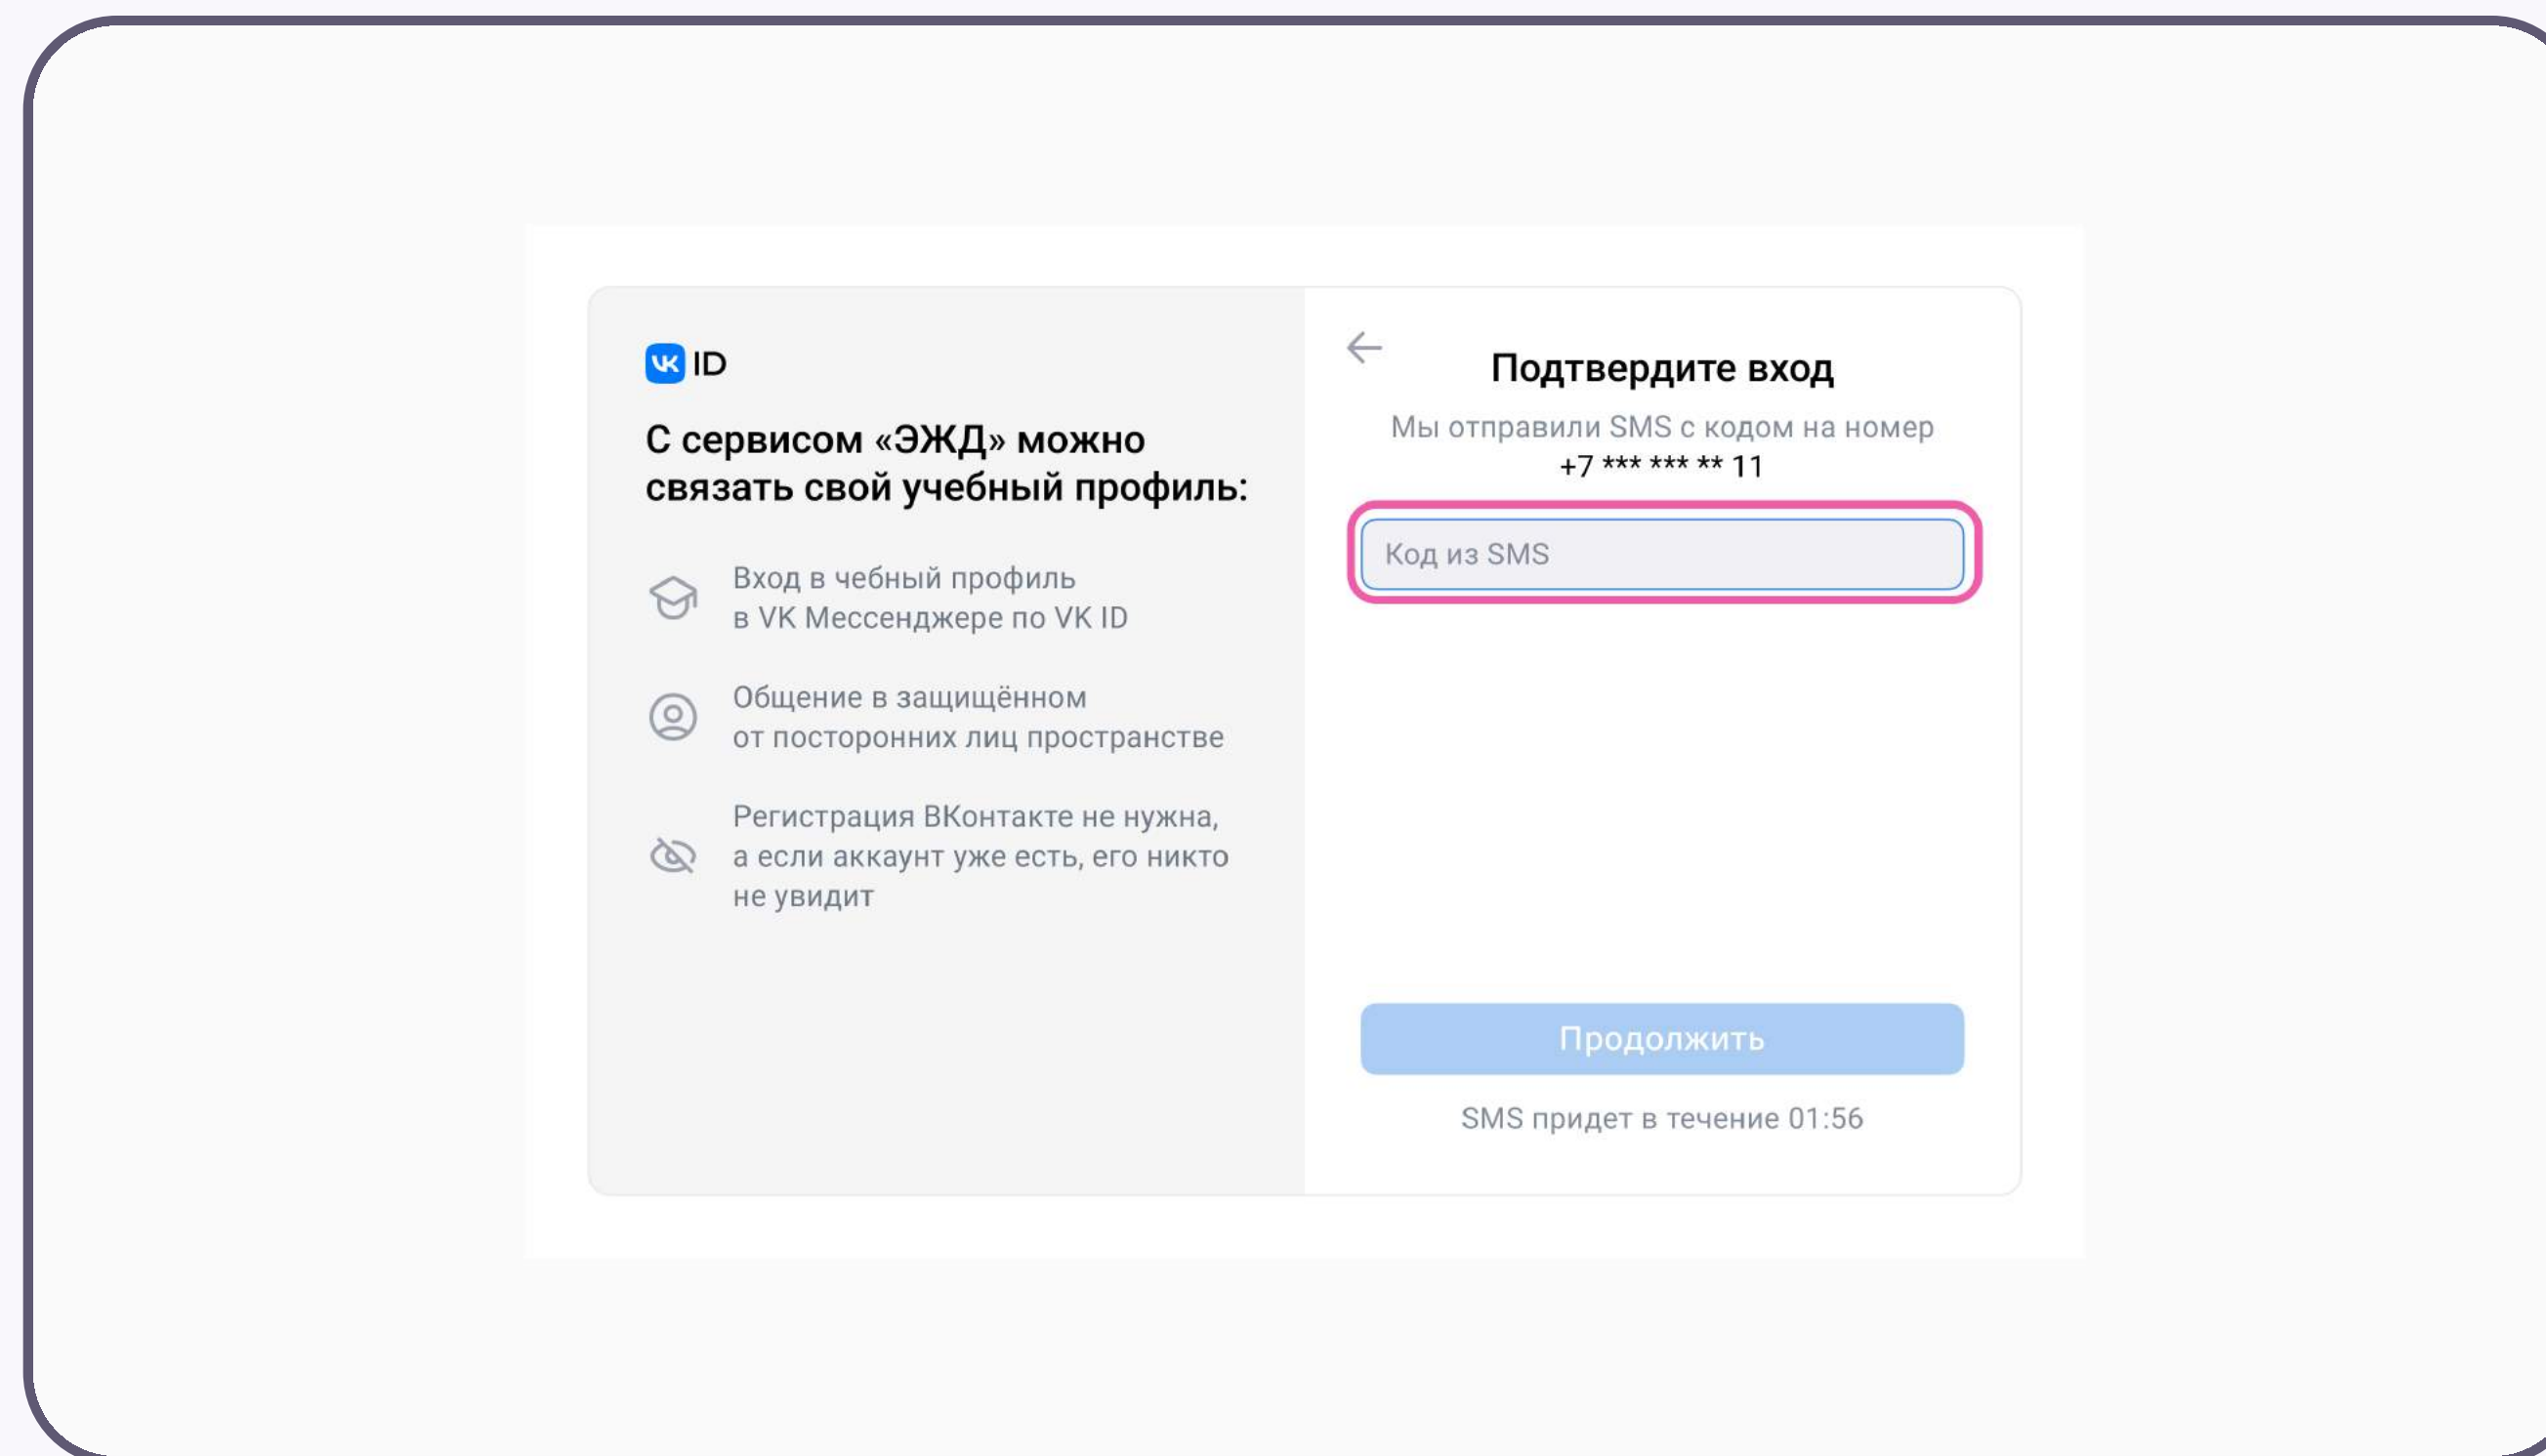 VK ID
С сервисом «ЭЖД» можно
связать свой учебный профиль:
Вход в чебный профиль
в VK Мессенджере по VK ID
Общение в защищённом
от посторонних лиц пространстве
Регистрация ВКонтакте не нужна,
а если аккаунт уже есть, его никто
не увидит
Подтвердите вход
Мы отправили SMS с кодом на номер
+7 *** *** ** 11
Код из SMS
Продолжить
SMS придет в течение 01:56